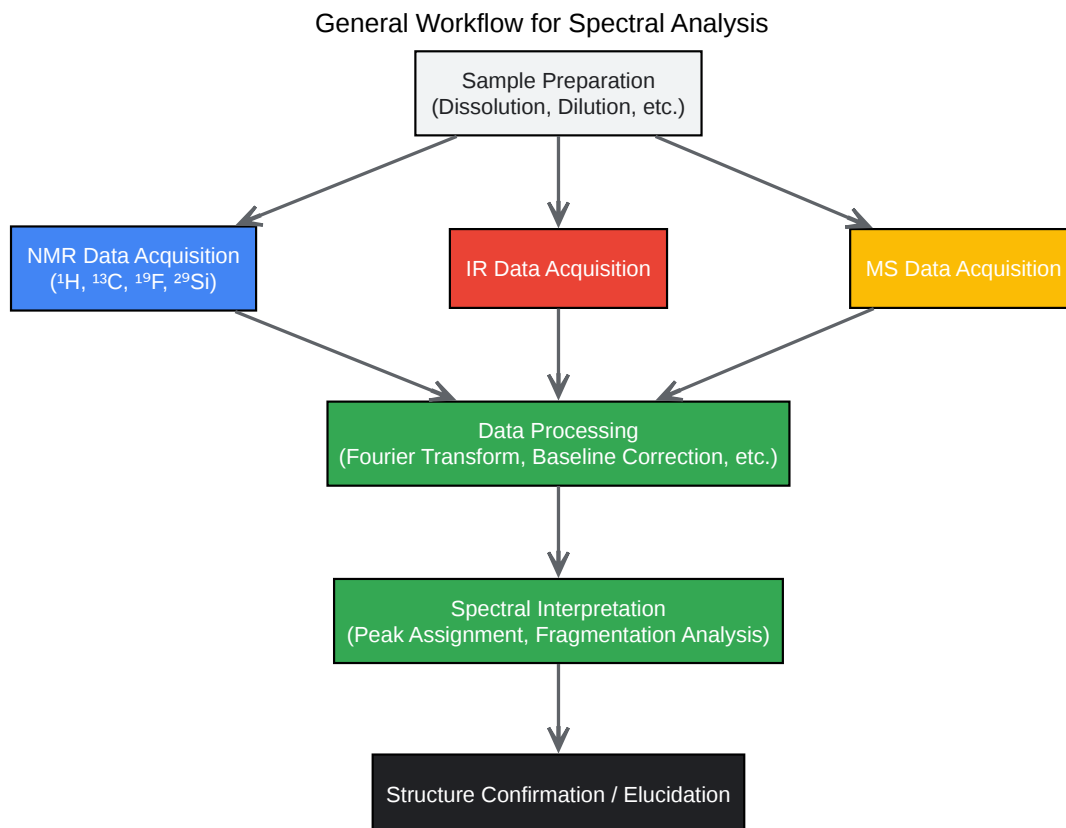 General Workflow for Spectral Analysis
Sample Preparation
(Dissolution, Dilution, etc.)
NMR Data Acquisition
(¹H, ¹³C, ¹⁹F, ²⁹Si)
IR Data Acquisition
MS Data Acquisition
Data Processing
(Fourier Transform, Baseline Correction, etc.)
Spectral Interpretation
(Peak Assignment, Fragmentation Analysis)
Structure Confirmation / Elucidation